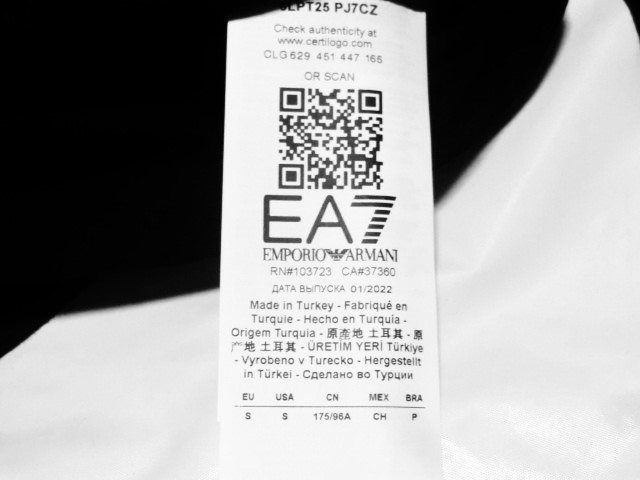 PT25 PJ7CZ
Check authenticity at
www.certilogo.com
CLG 629 451 447 165
OR SCAN
EA7
EMPORIO ARMANI
RN#103723 CA#37360
ДАТА ВЫПУСКА 01/2022
Made in Turkey - Fabriqué en
Turquie - Hecho en Turquía -
Origem Turquia - 原產地 土耳其 - 原
产地 土耳其 - ÜRETİM YERİ Türkiye
- Vyrobeno v Turecko - Hergestellt
in Türkei - Сделано во Турции
EU USA CN MEX BRA
S S 175/96A CH P